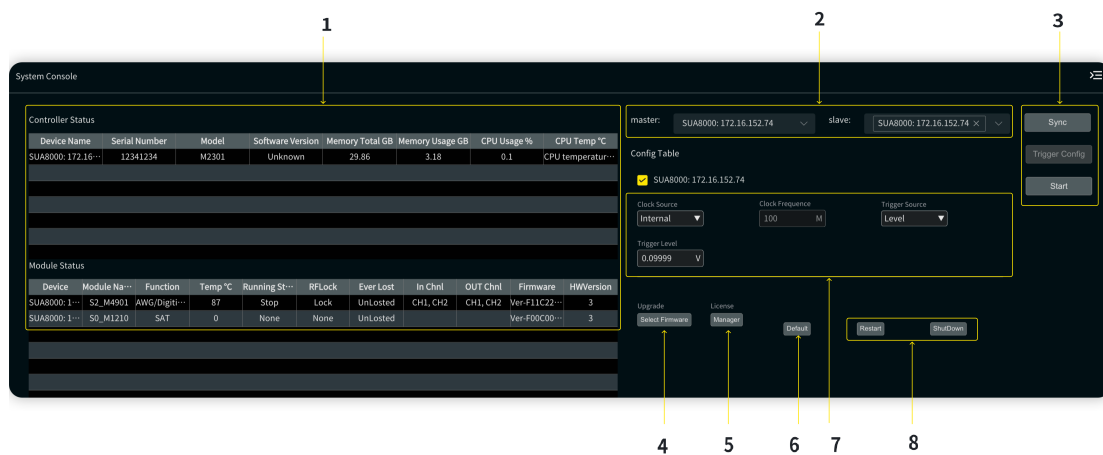 1 2 3
System Console
Controller Status
Device Name Serial Number Model Software Version Memory Total GB Memory Usage GB CPU Usage % CPU Temp °C
SUA8000: 172.16··· 12341234 M2301 Unknown 29.86 3.18 0.1 CPU temperatur···
Module Status
Device Module Na··· Function Temp °C Running St··· RFLock Ever Lost In Chnl OUT Chnl Firmware HWVersion
SUA8000: 1··· S2_M4901 AWG/Digiti··· 87 Stop Lock UnLosted CH1, CH2 CH1, CH2 Ver-F11C22··· 3
SUA8000: 1··· S0_M1210 SAT 0 None None UnLosted Ver-F00C00··· 3
master: SUA8000: 172.16.152.74 slave: SUA8000: 172.16.152.74 ×
Config Table
SUA8000: 172.16.152.74
Clock Source Clock Frequence Trigger Source
Internal 100 M Level
Trigger Level
0.09999 V
Upgrade License
Select Firmware Manager Default Restart ShutDown
Sync
Trigger Config
Start
4 5 6 7 8